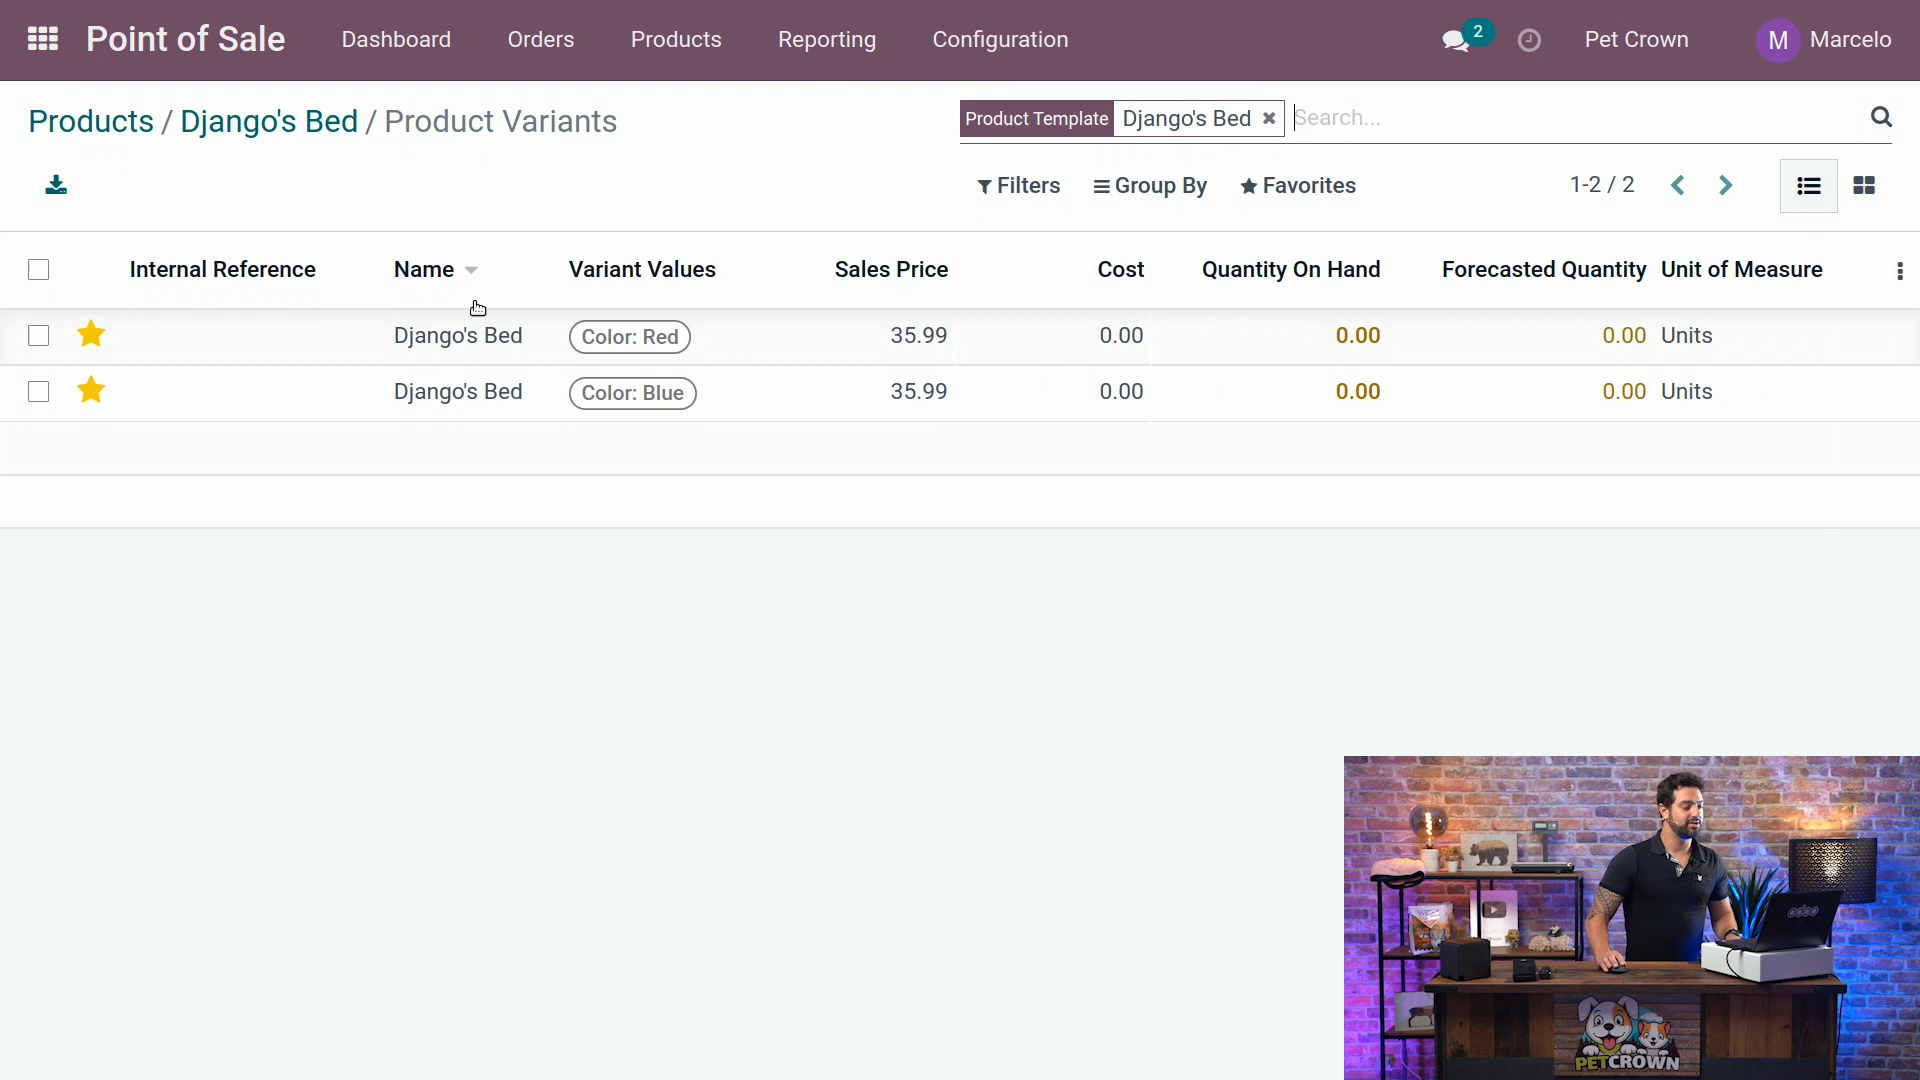 Point of Sale Dashboard Orders Products Reporting Configuration 2 Pet Crown M Marcelo
Products / Django's Bed / Product Variants
Product Template Django's Bed Search...
Filters Group By Favorites 1-2 / 2
Internal Reference Name Variant Values Sales Price Cost Quantity On Hand Forecasted Quantity Unit of Measure
Django's Bed Color: Red 35.99 0.00 0.00 0.00 Units
Django's Bed Color: Blue 35.99 0.00 0.00 0.00 Units
odoo
PETCROWN